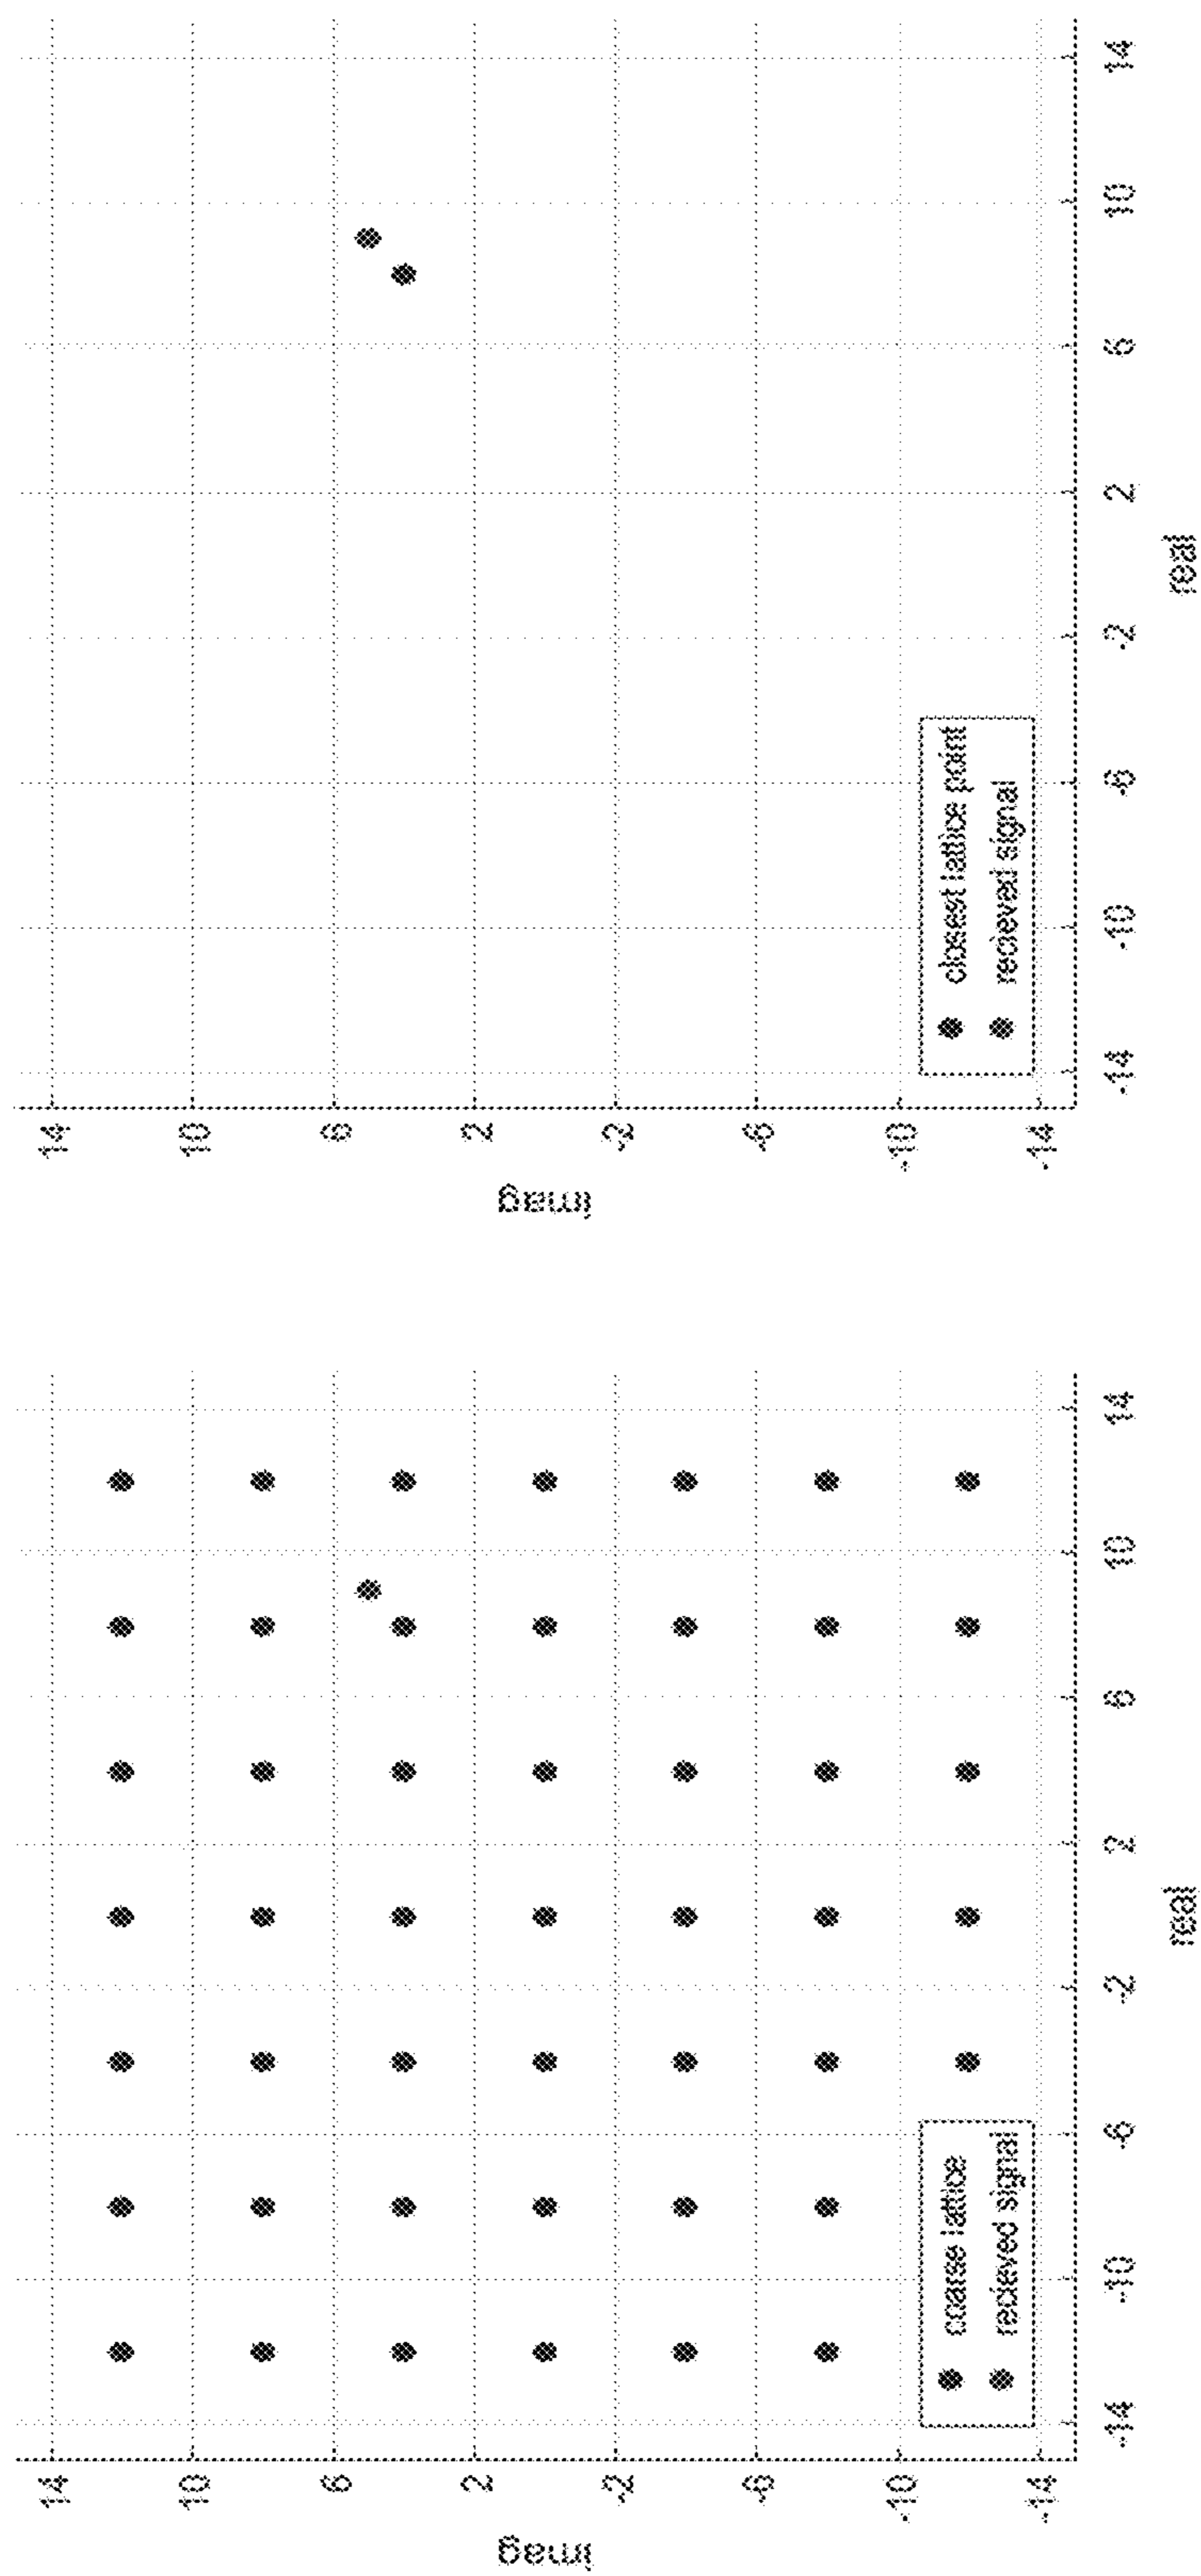 imag
14
10
6
2
-2
-6
-10
-14
coarse lattice
recieved signal
-14 -10 -6 -2 2 6 10 14
real
imag
14
10
6
2
-2
-6
-10
-14
closest lattice point
recieved signal
-14 -10 -6 -2 2 6 10 14
real